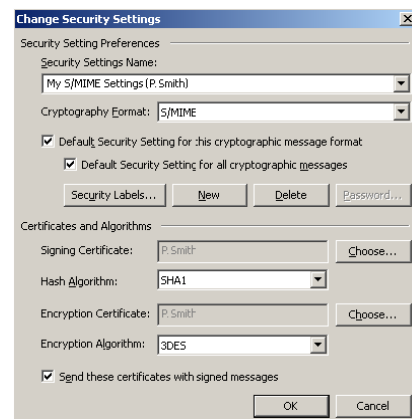 Change Security Settings
Security Setting Preferences
Security Settings Name:
My S/MIME Settings (P. Smith)
Cryptography Format: S/MIME
Default Security Setting for this cryptographic message format
Default Security Setting for all cryptographic messages
Security Labels... New Delete Password...
Certificates and Algorithms
Signing Certificate: P. Smith Choose...
Hash Algorithm: SHA1
Encryption Certificate: P. Smith Choose...
Encryption Algorithm: 3DES
Send these certificates with signed messages
OK Cancel